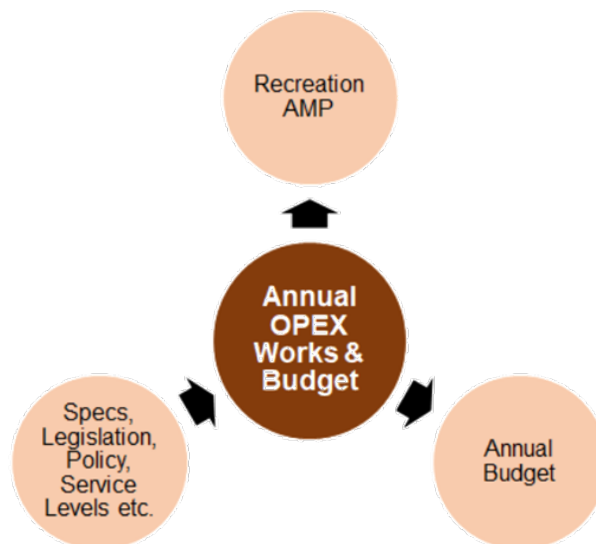 Recreation
AMP
Annual
OPEX
Works &
Budget
Specs,
Legislation,
Policy,
Service
Levels etc.
Annual
Budget